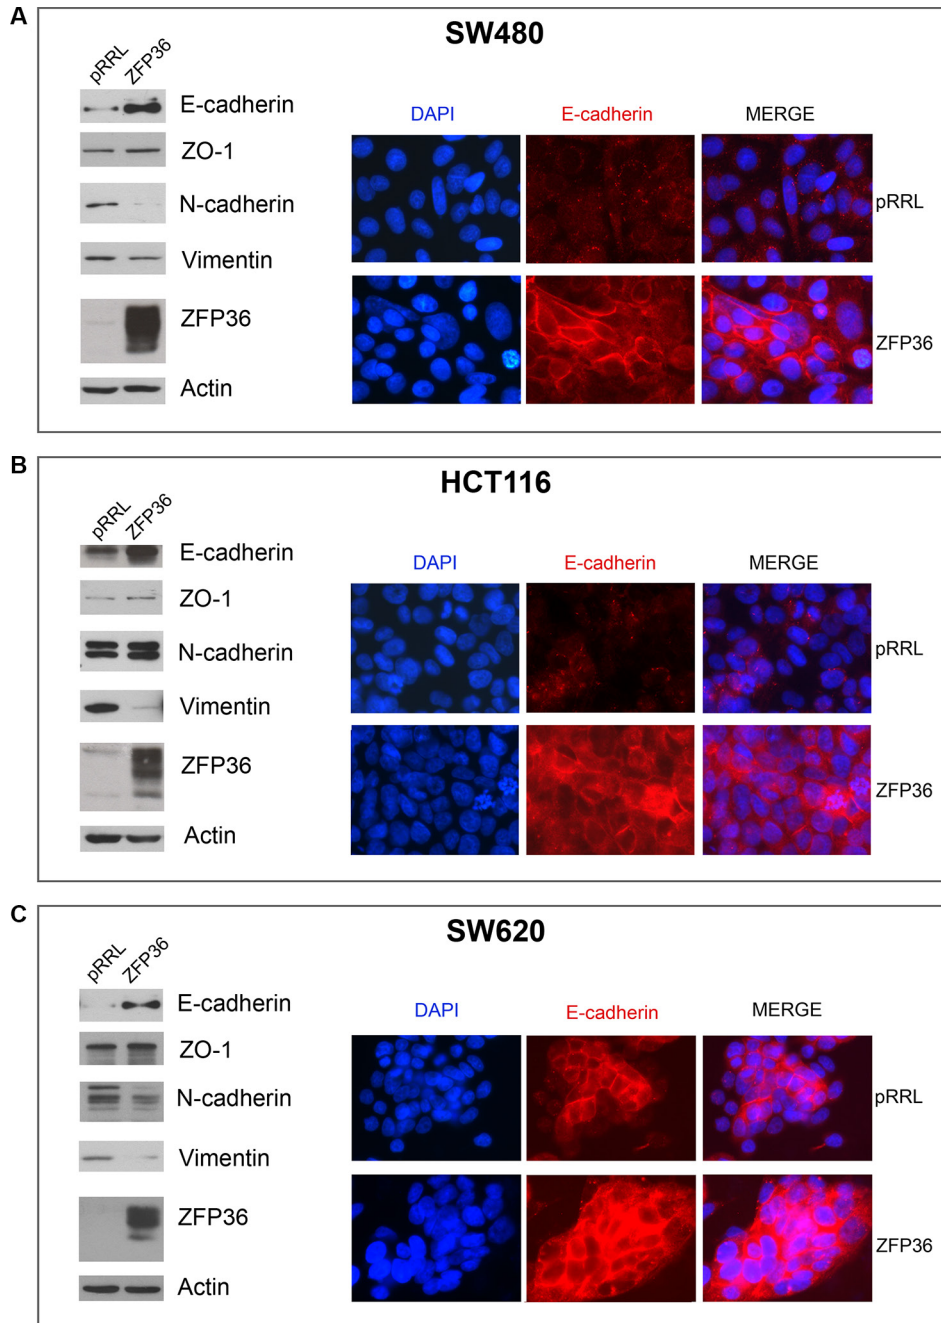 A
SW480
pRRL ZFP36
E-cadherin
ZO-1
N-cadherin
Vimentin
ZFP36
Actin
DAPI E-cadherin MERGE
pRRL
ZFP36
B
HCT116
pRRL ZFP36
E-cadherin
ZO-1
N-cadherin
Vimentin
ZFP36
Actin
DAPI E-cadherin MERGE
pRRL
ZFP36
C
SW620
pRRL ZFP36
E-cadherin
ZO-1
N-cadherin
Vimentin
ZFP36
Actin
DAPI E-cadherin MERGE
pRRL
ZFP36